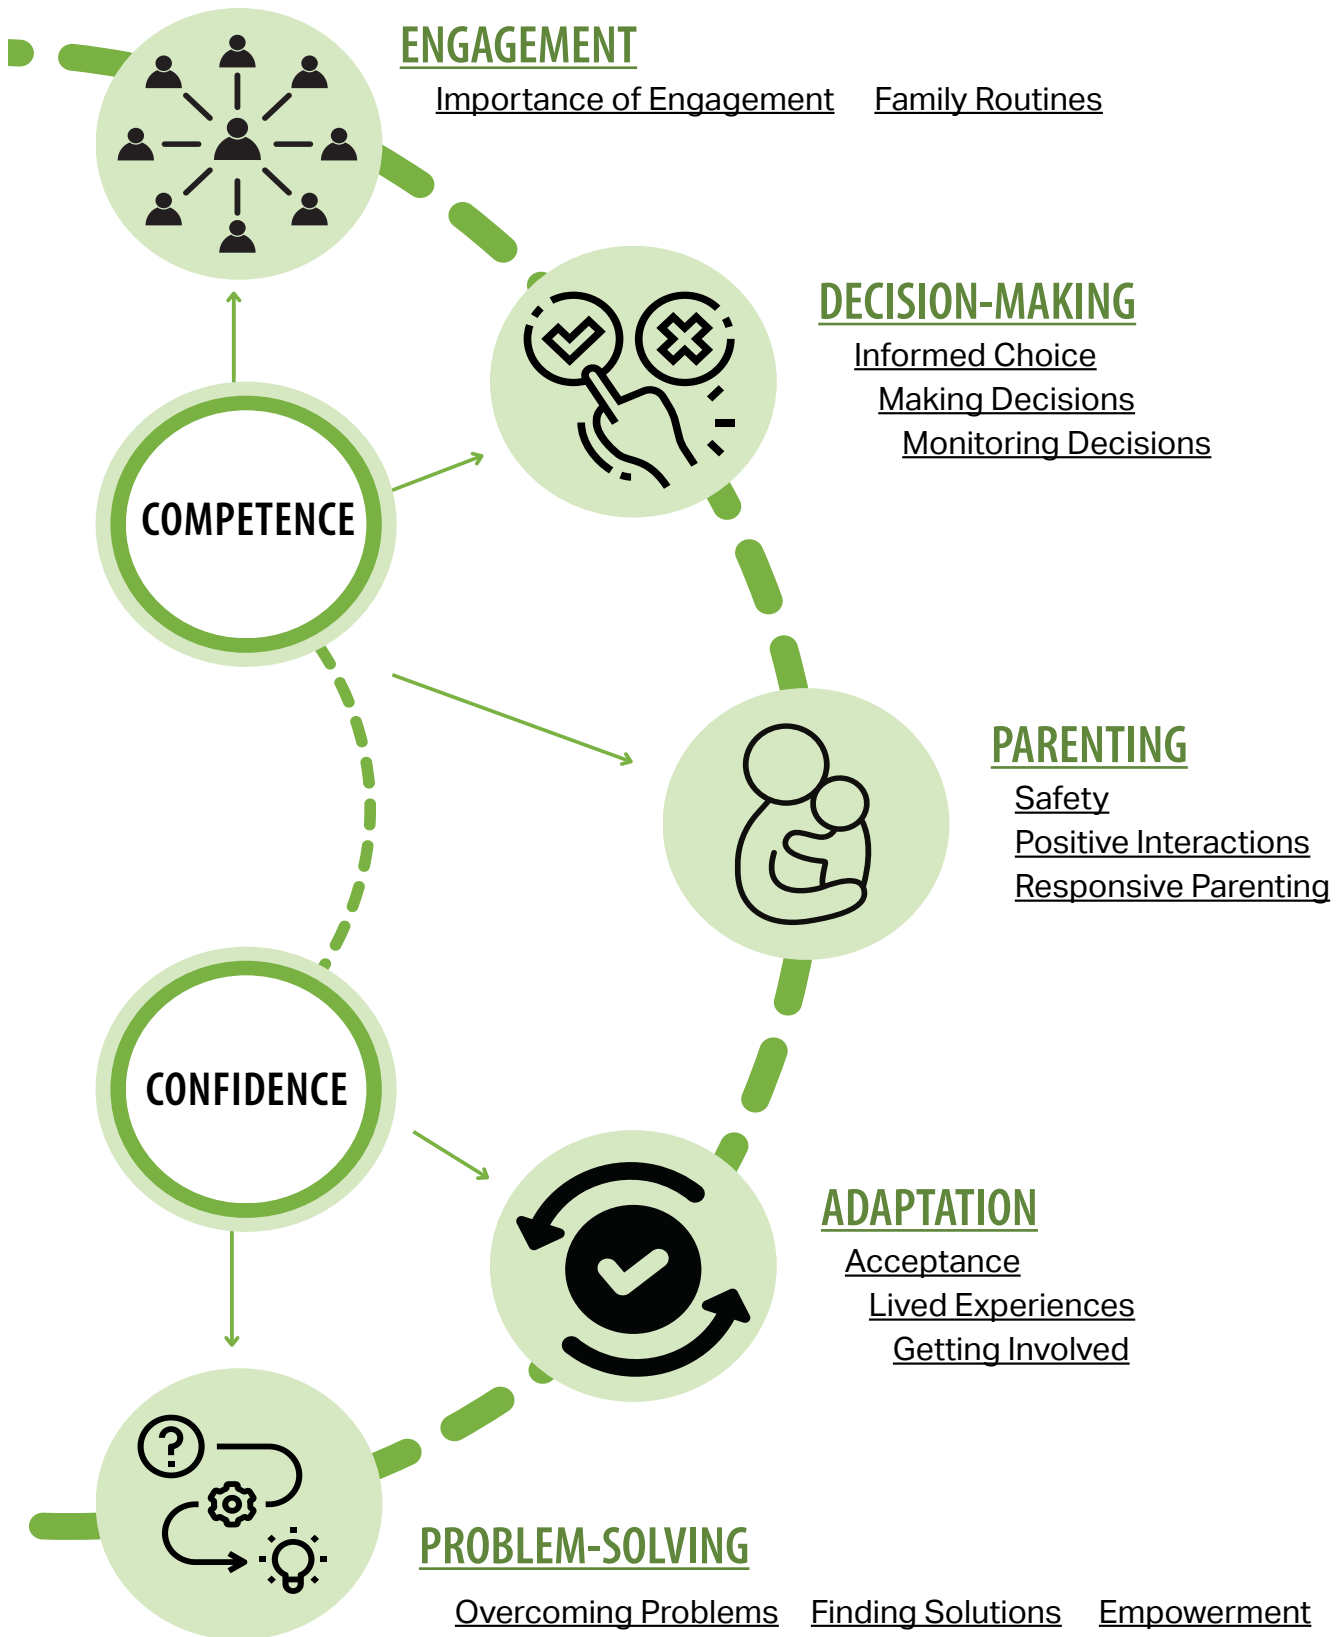 ENGAGEMENT
Importance of Engagement Family Routines
DECISION-MAKING
Informed Choice
Making Decisions
Monitoring Decisions
COMPETENCE
PARENTING
Safety
Positive Interactions
Responsive Parenting
CONFIDENCE
ADAPTATION
Acceptance
Lived Experiences
Getting Involved
?
PROBLEM-SOLVING
Overcoming Problems Finding Solutions Empowerment